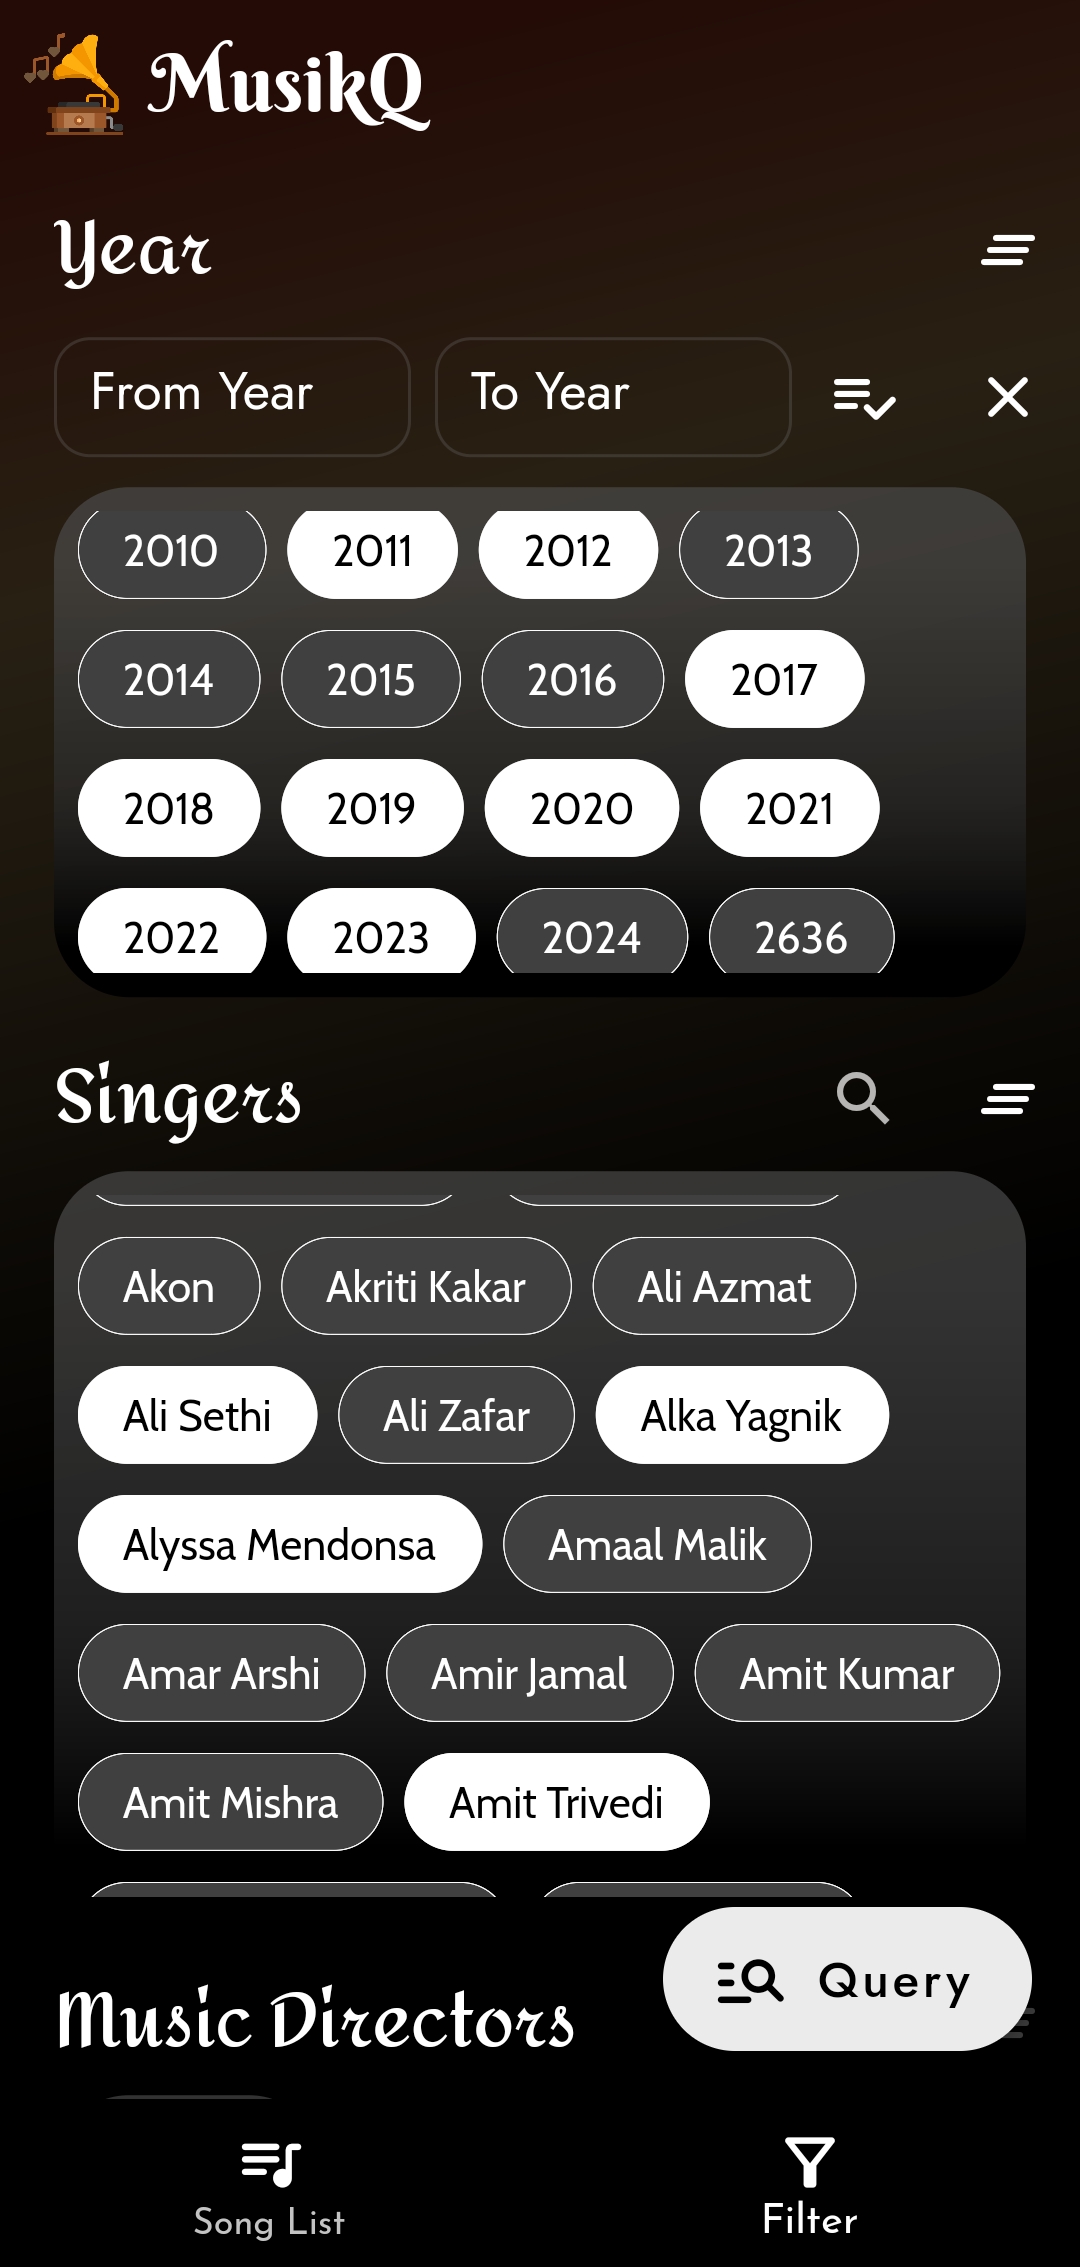 MusikQ
Year
From Year To Year
2010 2011 2012 2013
2014 2015 2016 2017
2018 2019 2020 2021
2022 2023 2024 2636
Singers
Akon Akriti Kakar Ali Azmat
Ali Sethi Ali Zafar Alka Yagnik
Alyssa Mendonsa Amaal Malik
Amar Arshi Amir Jamal Amit Kumar
Amit Mishra Amit Trivedi
Query
Music Directors
Song List Filter